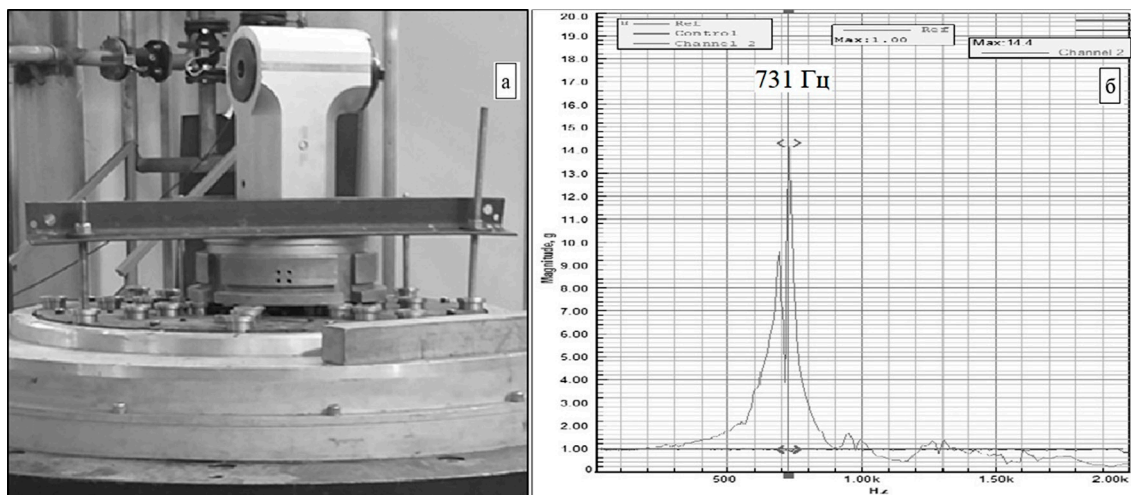 а
20.0
19.0
18.0
17.0
16.0
15.0
14.0
13.0
12.0
11.0
10.0
9.00
8.00
7.00
6.00
5.00
4.00
3.00
2.00
1.00
0
Magnitude, g
Ref
Control
Channel 2
Ref
Max:1.00
Max:14.4
Channel 2
731 Гц
б
500
1.00k
1.50k
2.00k
Hz